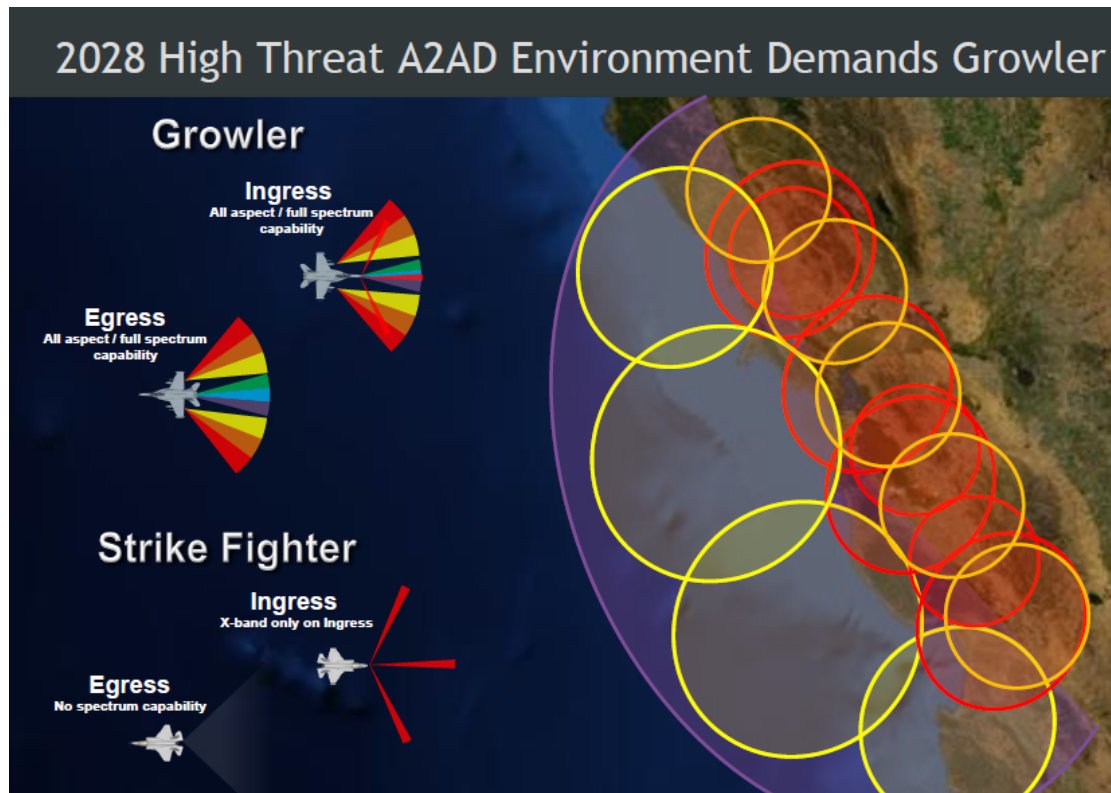 2028 High Threat A2AD Environment Demands Growler
Growler
Ingress
All aspect / full spectrum
capability
Egress
All aspect / full spectrum
capability
Strike Fighter
Ingress
X-band only on Ingress
Egress
No spectrum capability